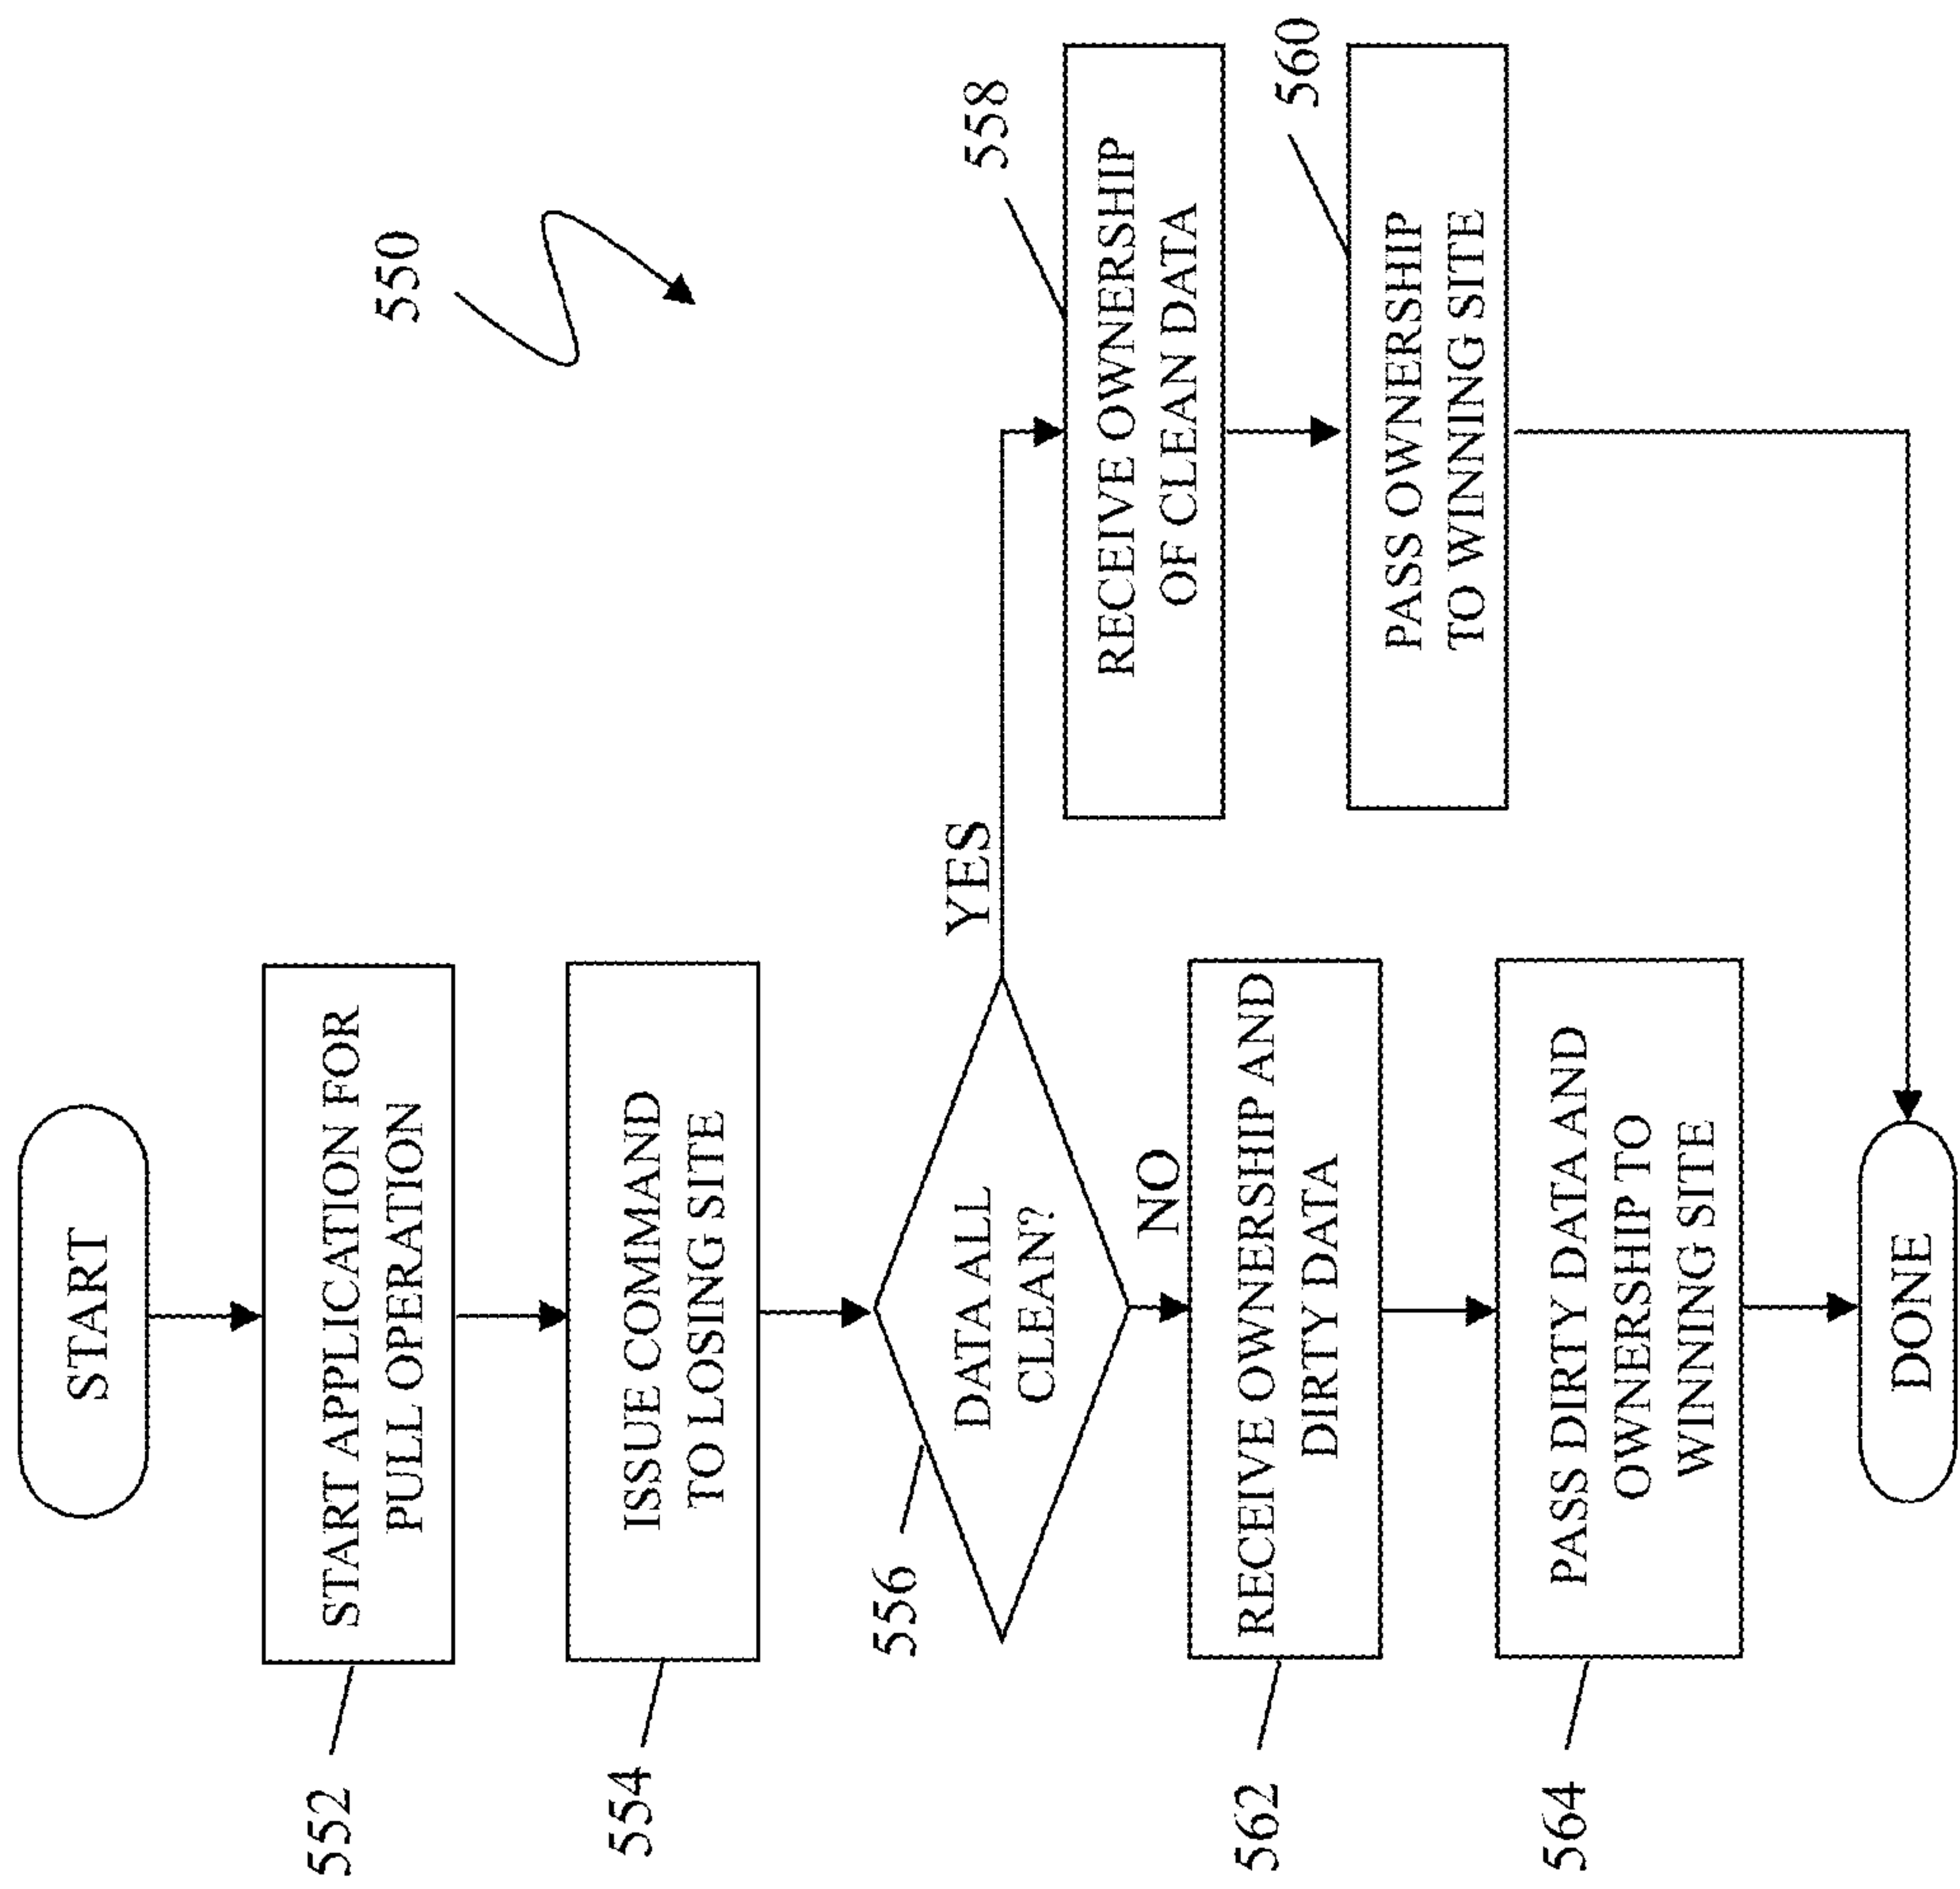 START
550
552
START APPLICATION FOR
PULL OPERATION
554
ISSUE COMMAND
TO LOSING SITE
556
DATA ALL
CLEAN?
YES
558
RECEIVE OWNERSHIP
OF CLEAN DATA
NO
560
PASS OWNERSHIP
TO WINNING SITE
562
RECEIVE OWNERSHIP AND
DIRTY DATA
564
PASS DIRTY DATA AND
OWNERSHIP TO
WINNING SITE
DONE